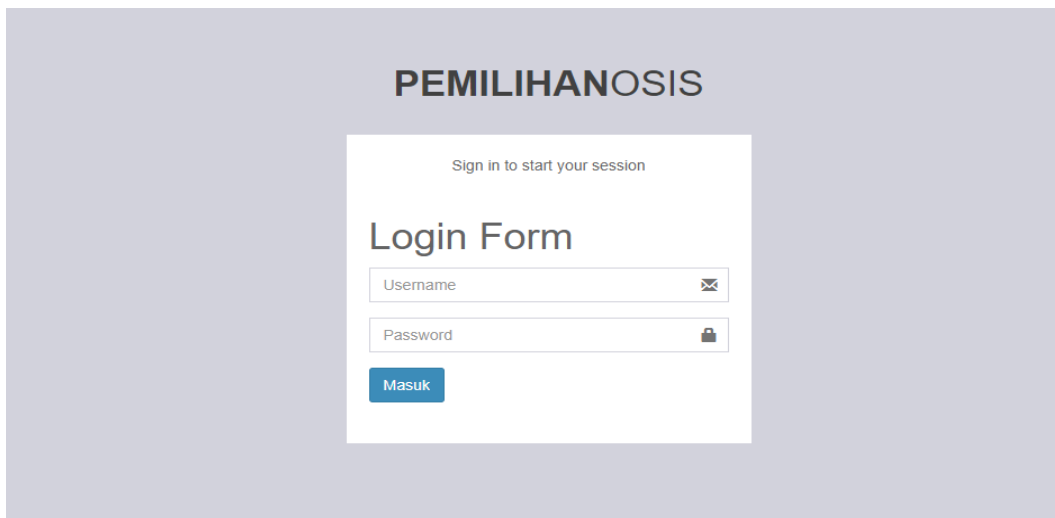 PEMILIHANOSIS
Sign in to start your session
Login Form
Username
Password
Masuk